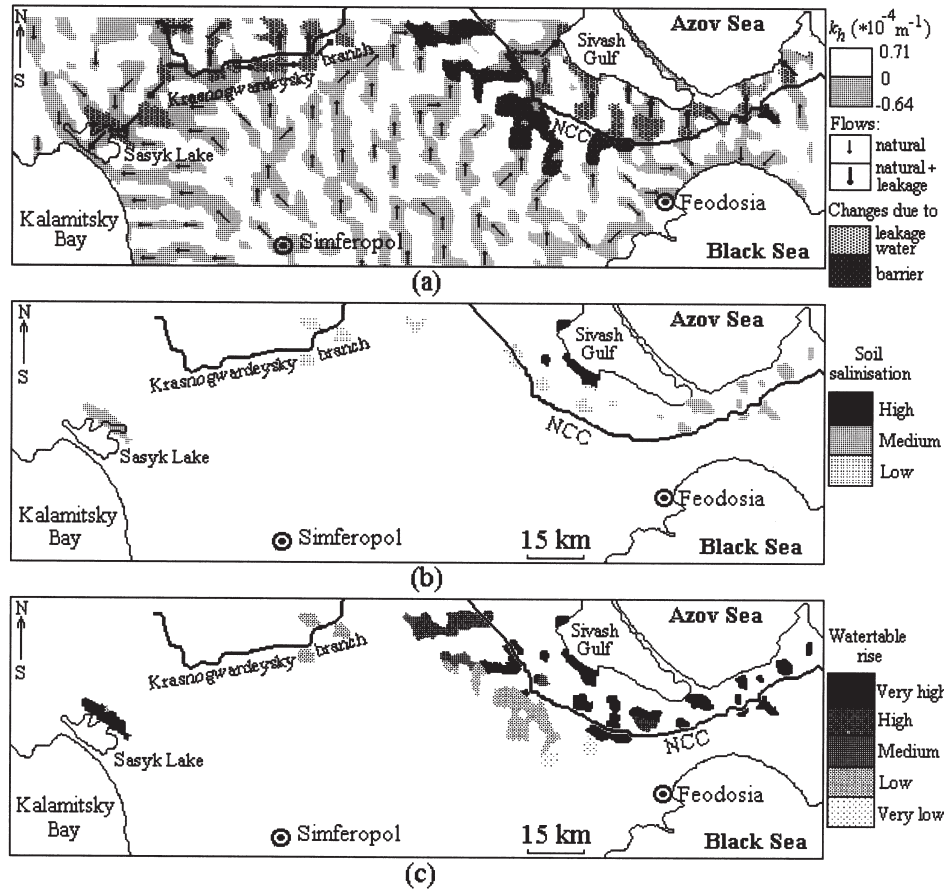 N
S
Azov Sea
Sivash
Gulf
Krasnogwardeysky
branch
NCC
Sasyk Lake
Kalamitsky
Bay
Simferopol
Feodosia
Black Sea
kh (*10-4 m-1)
0.71
0
-0.64
Flows:
natural
natural +
leakage
Changes due to
leakage
water
barrier
(a)
N
S
Azov Sea
Sivash
Gulf
Krasnogwardeysky
branch
NCC
Sasyk Lake
Kalamitsky
Bay
Simferopol
Feodosia
15 km
Black Sea
Soil
salinisation
High
Medium
Low
(b)
N
S
Azov Sea
Sivash
Gulf
Krasnogwardeysky
branch
NCC
Sasyk Lake
Kalamitsky
Bay
Simferopol
Feodosia
15 km
Black Sea
Watertable
rise
Very high
High
Medium
Low
Very low
(c)